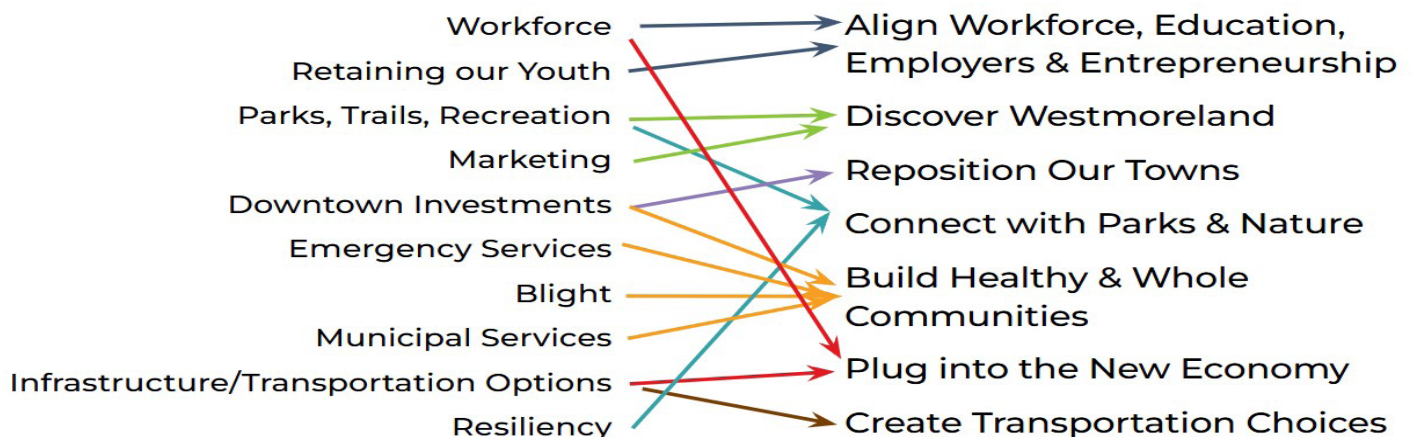 Workforce
Retaining our Youth
Parks, Trails, Recreation
Marketing
Downtown Investments
Emergency Services
Blight
Municipal Services
Infrastructure/Transportation Options
Resiliency
Align Workforce, Education,
Employers & Entrepreneurship
Discover Westmoreland
Reposition Our Towns
Connect with Parks & Nature
Build Healthy & Whole
Communities
Plug into the New Economy
Create Transportation Choices